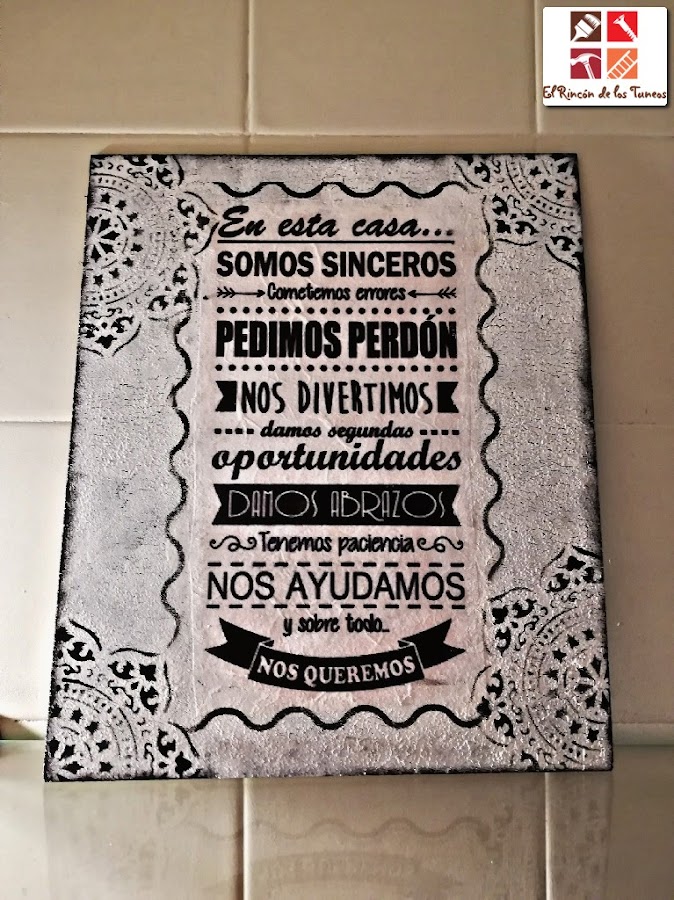 El Rincón de los Tuneos
En esta casa...
SOMOS SINCEROS
Cometemos errores
PEDIMOS PERDÓN
NOS DIVERTIMOS
damos segundas
oportunidades
DAMOS ABRAZOS
Tenemos paciencia
NOS AYUDAMOS
y sobre todo...
NOS QUEREMOS